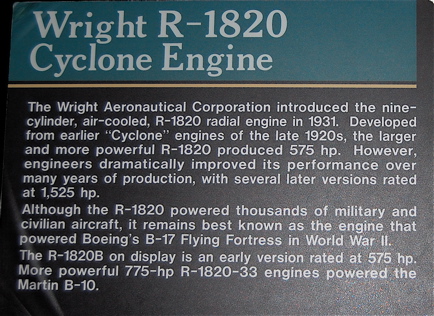 Wright R-1820
Cyclone Engine
The Wright Aeronautical Corporation introduced the nine-
cylinder, air-cooled, R-1820 radial engine in 1931. Developed
from earlier “Cyclone” engines of the late 1920s, the larger
and more powerful R-1820 produced 575 hp. However,
engineers dramatically improved its performance over
many years of production, with several later versions rated
at 1,525 hp.
Although the R-1820 powered thousands of military and
civilian aircraft, it remains best known as the engine that
powered Boeing's B-17 Flying Fortress in World War II.
The R-1820B on display is an early version rated at 575 hp.
More powerful 775-hp R-1820-33 engines powered the
Martin B-10.